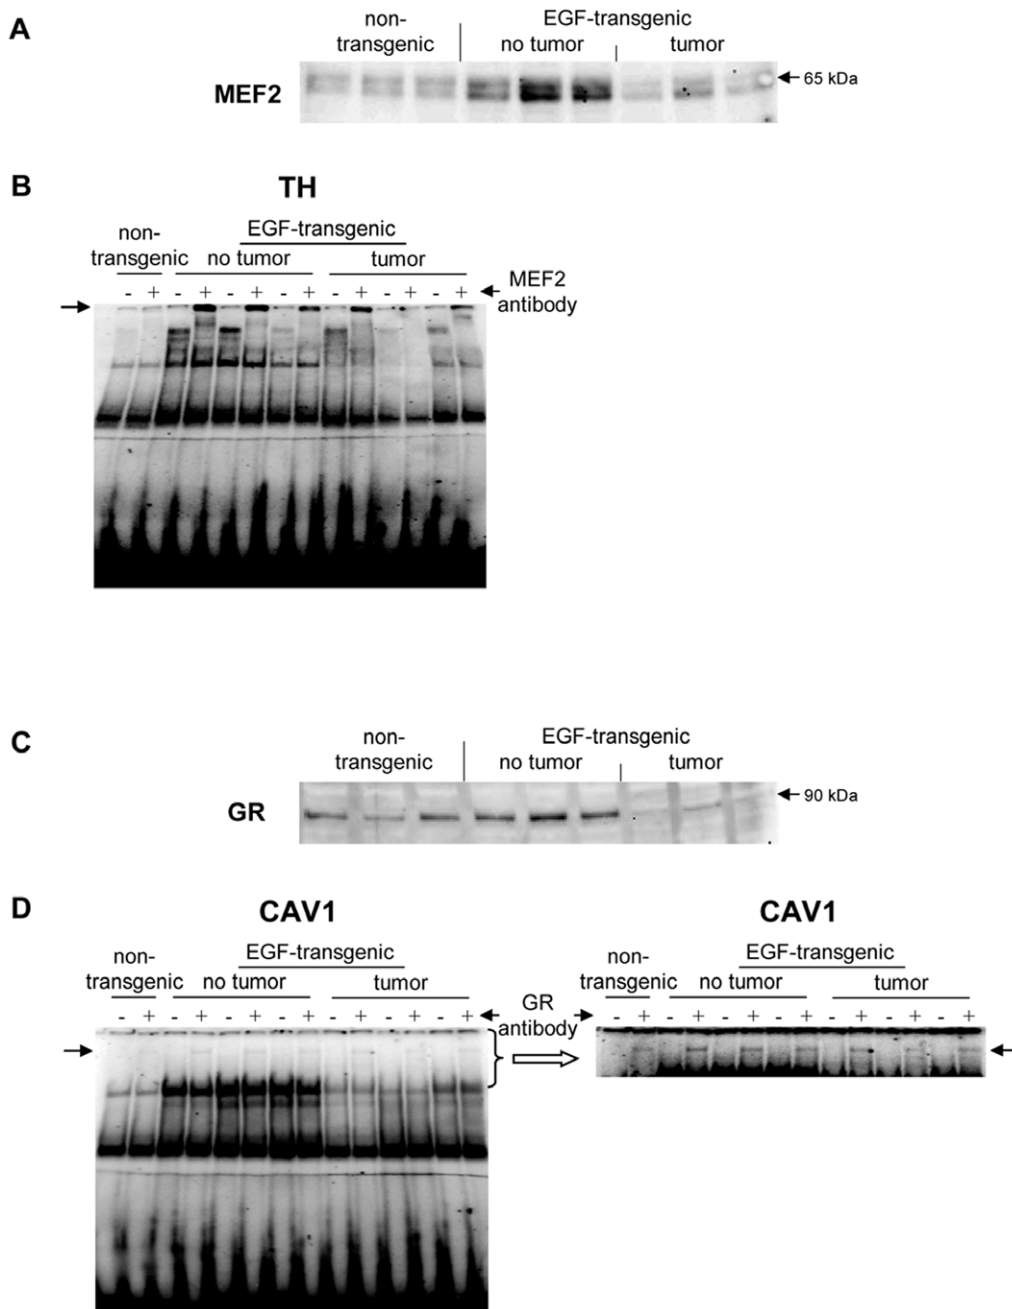 A
non-
transgenic
EGF-transgenic
no tumor
tumor
MEF2
65 kDa
B
TH
non-
transgenic
EGF-transgenic
no tumor
tumor
- + - + - + - + - + - + - +
MEF2
antibody
C
non-
transgenic
EGF-transgenic
no tumor
tumor
GR
90 kDa
D
CAV1
non-
transgenic
EGF-transgenic
no tumor
tumor
- + - + - + - + - + - + - +
GR
antibody
CAV1
non-
transgenic
EGF-transgenic
no tumor
tumor
- + - + - + - + - + - + - +